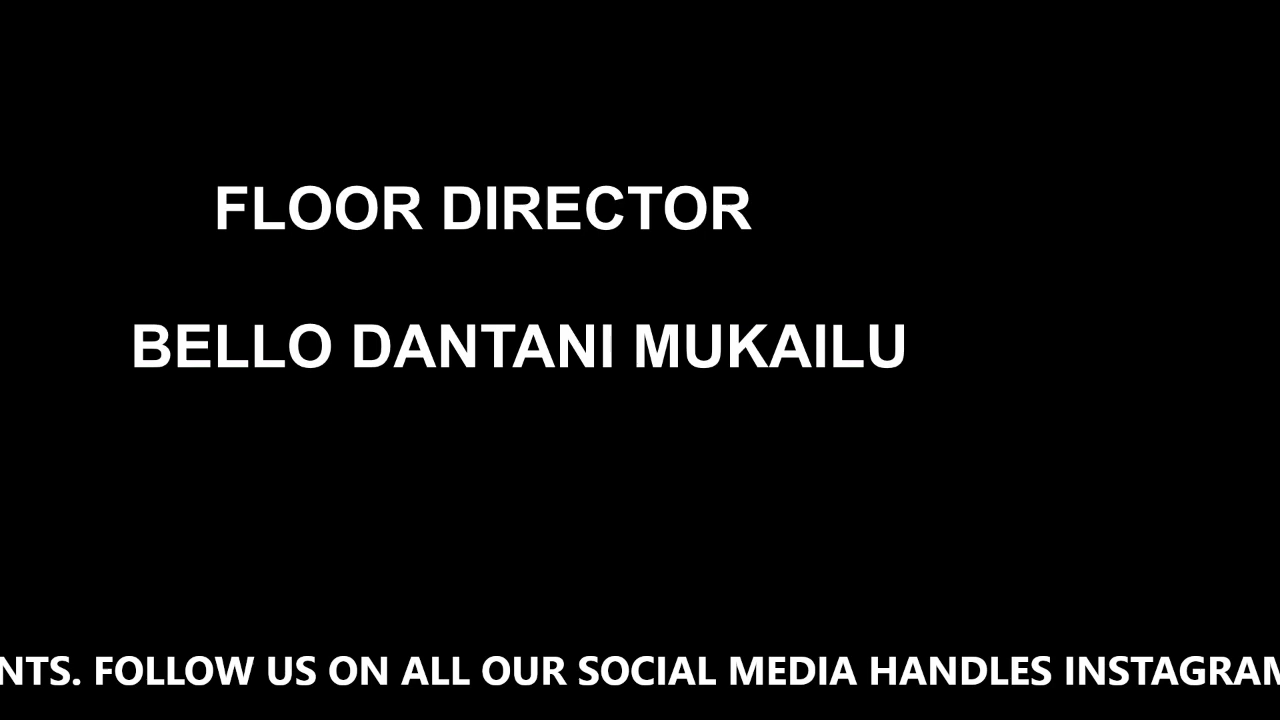 FLOOR DIRECTOR
BELLO DANTANI MUKAILU
NTS. FOLLOW US ON ALL OUR SOCIAL MEDIA HANDLES INSTAGRAM